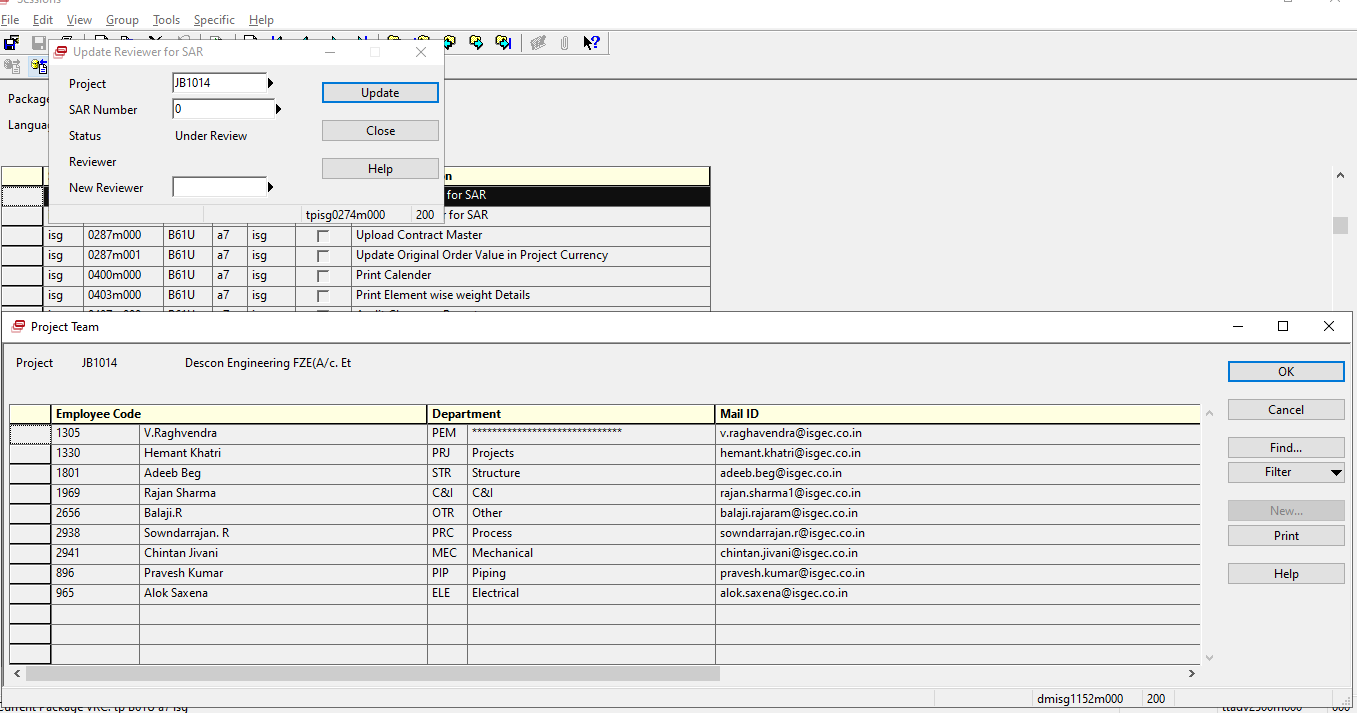 Sessions
File Edit View Group Tools Specific Help
Update Reviewer for SAR
Project JB1014 Update
SAR Number 0
Status Under Review Close
Reviewer Help
New Reviewer
tpisg0274m000 200
Package
for SAR
for SAR
isg 0287m000 B61U a7 isg Upload Contract Master
isg 0287m001 B61U a7 isg Update Original Order Value in Project Currency
isg 0400m000 B61U a7 isg Print Calender
isg 0403m000 B61U a7 isg Print Element wise weight Details
Project Team
Project JB1014 Descon Engineering FZE(A/c. Et
OK
Employee Code Department Mail ID Cancel
1305 V.Raghvendra PEM ****************************** v.raghavendra@isgec.co.in
1330 Hemant Khatri PRJ Projects hemant.khatri@isgec.co.in Find...
1801 Adeeb Beg STR Structure adeeb.beg@isgec.co.in Filter
1969 Rajan Sharma C&I C&I rajan.sharma1@isgec.co.in
2656 Balaji.R OTR Other balaji.rajaram@isgec.co.in New...
2938 Sowndarrajan. R PRC Process sowndarrajan.r@isgec.co.in Print
2941 Chintan Jivani MEC Mechanical chintan.jivani@isgec.co.in
896 Pravesh Kumar PIP Piping pravesh.kumar@isgec.co.in Help
965 Alok Saxena ELE Electrical alok.saxena@isgec.co.in
dmisg1152m000 200